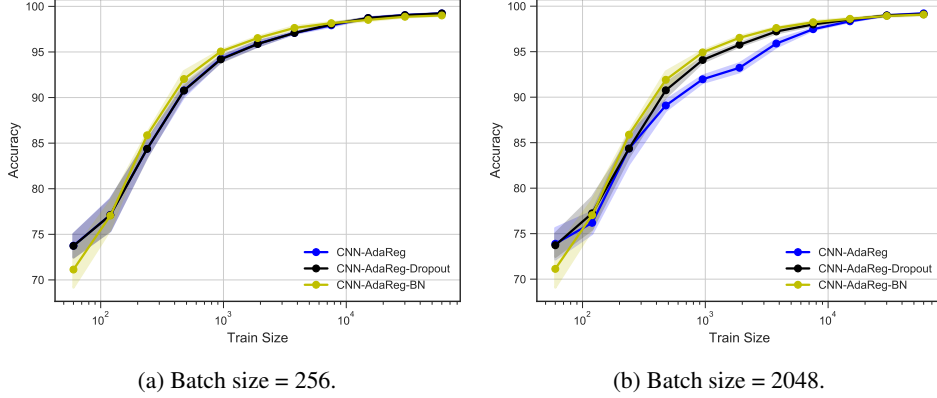 100
95
90
85
80
75
70
Accuracy
10²
10³
10⁴
Train Size
CNN-AdaReg
CNN-AdaReg-Dropout
CNN-AdaReg-BN
(a) Batch size = 256.
100
95
90
85
80
75
70
Accuracy
10²
10³
10⁴
Train Size
CNN-AdaReg
CNN-AdaReg-Dropout
CNN-AdaReg-BN
(b) Batch size = 2048.